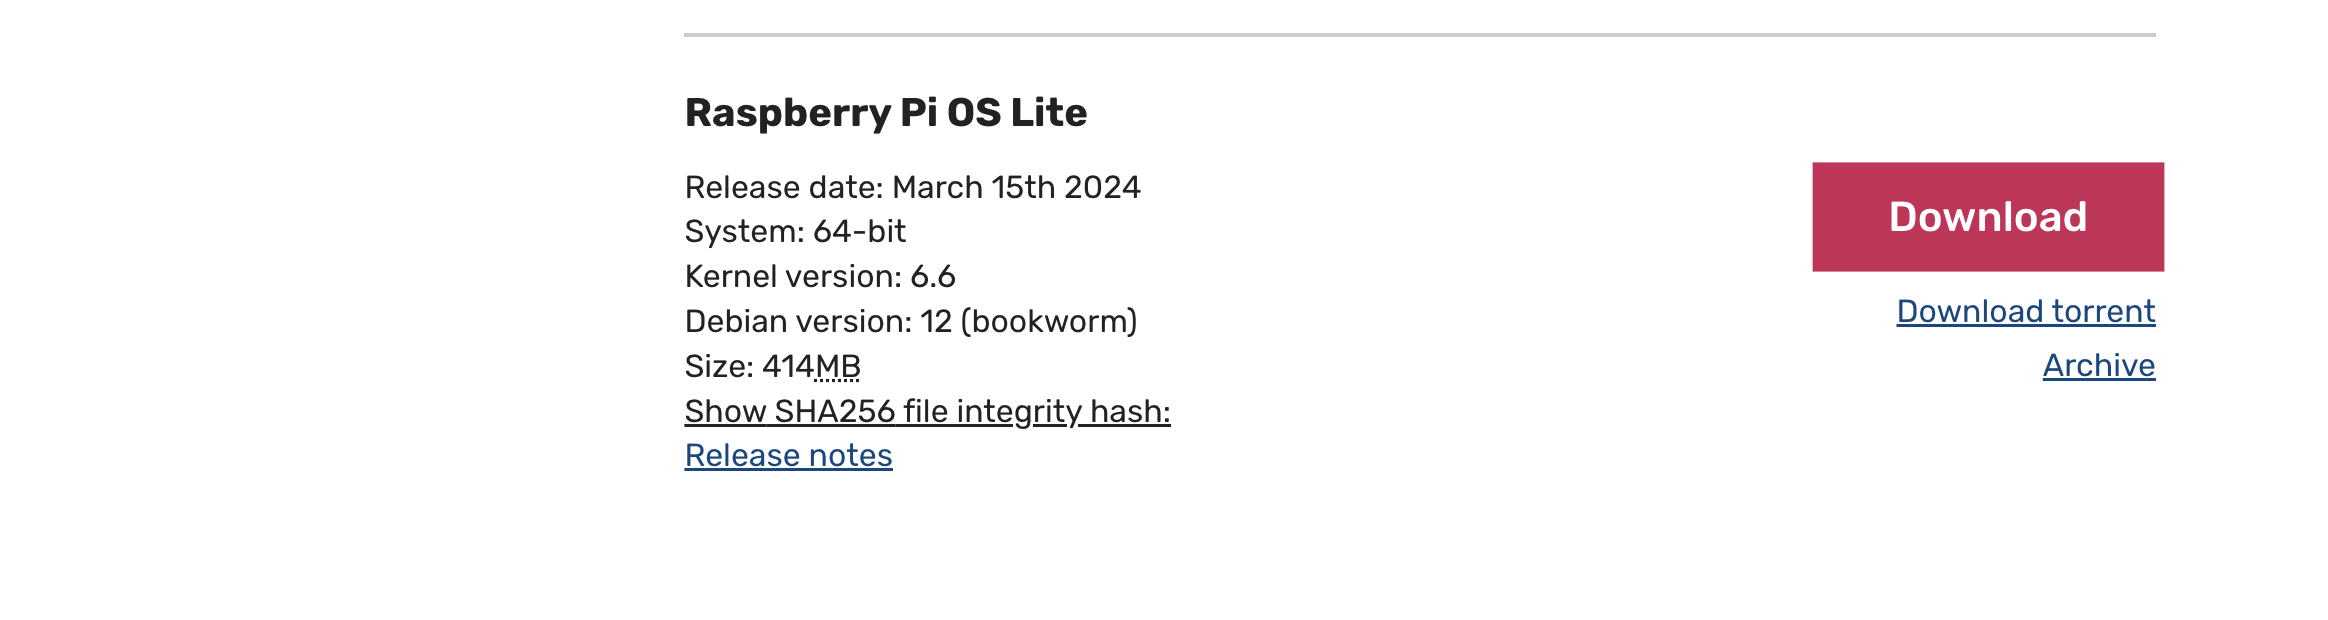 Raspberry Pi OS Lite
Release date: March 15th 2024
System: 64-bit
Kernel version: 6.6
Debian version: 12 (bookworm)
Size: 414MB
Show SHA256 file integrity hash:
Release notes
Download
Download torrent
Archive